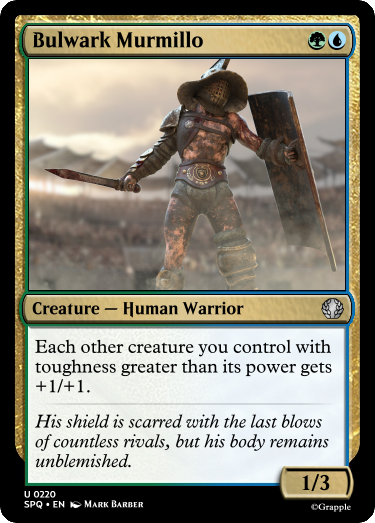 Bulwark Murmillo
Creature — Human Warrior
Each other creature you control with
toughness greater than its power gets
+1/+1.
His shield is scarred with the last blows
of countless rivals, but his body remains
unblemished.
1/3
U 0220
SPQ • EN Mark Barber
©Grapple